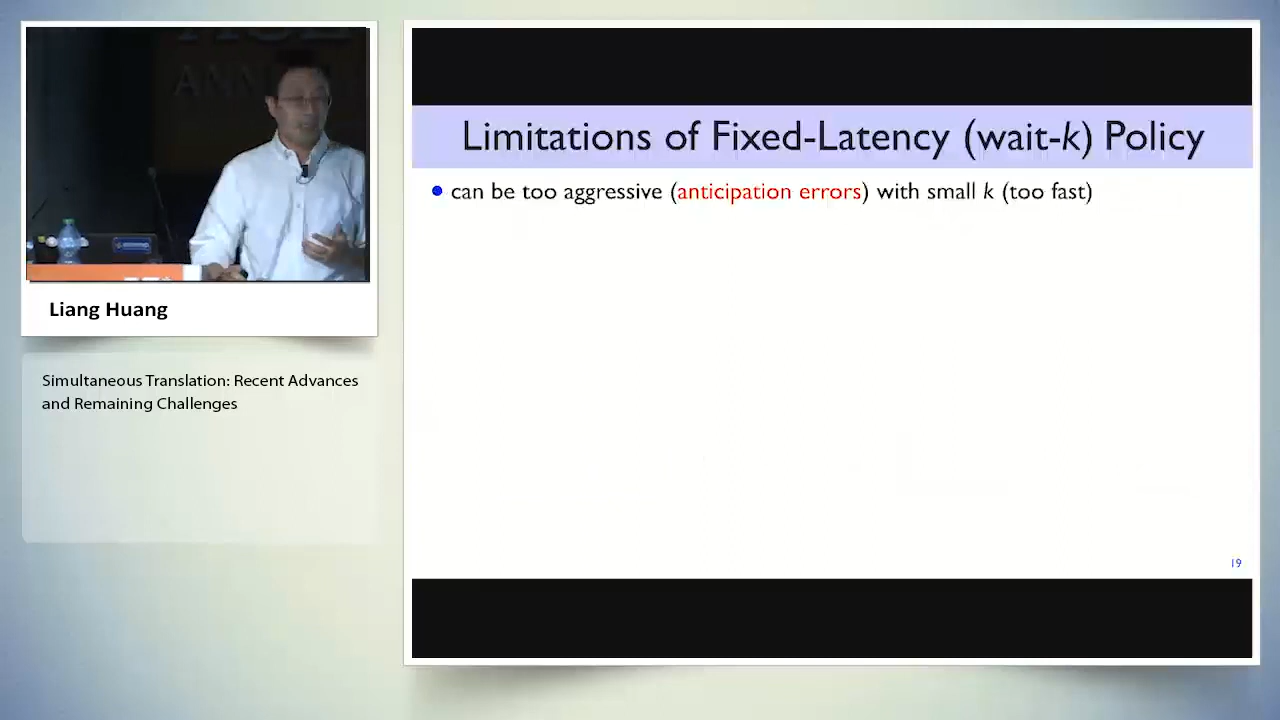 Limitations of Fixed-Latency (wait-k) Policy
• can be too aggressive (anticipation errors) with small k (too fast)
19
Liang Huang
Simultaneous Translation: Recent Advances
and Remaining Challenges